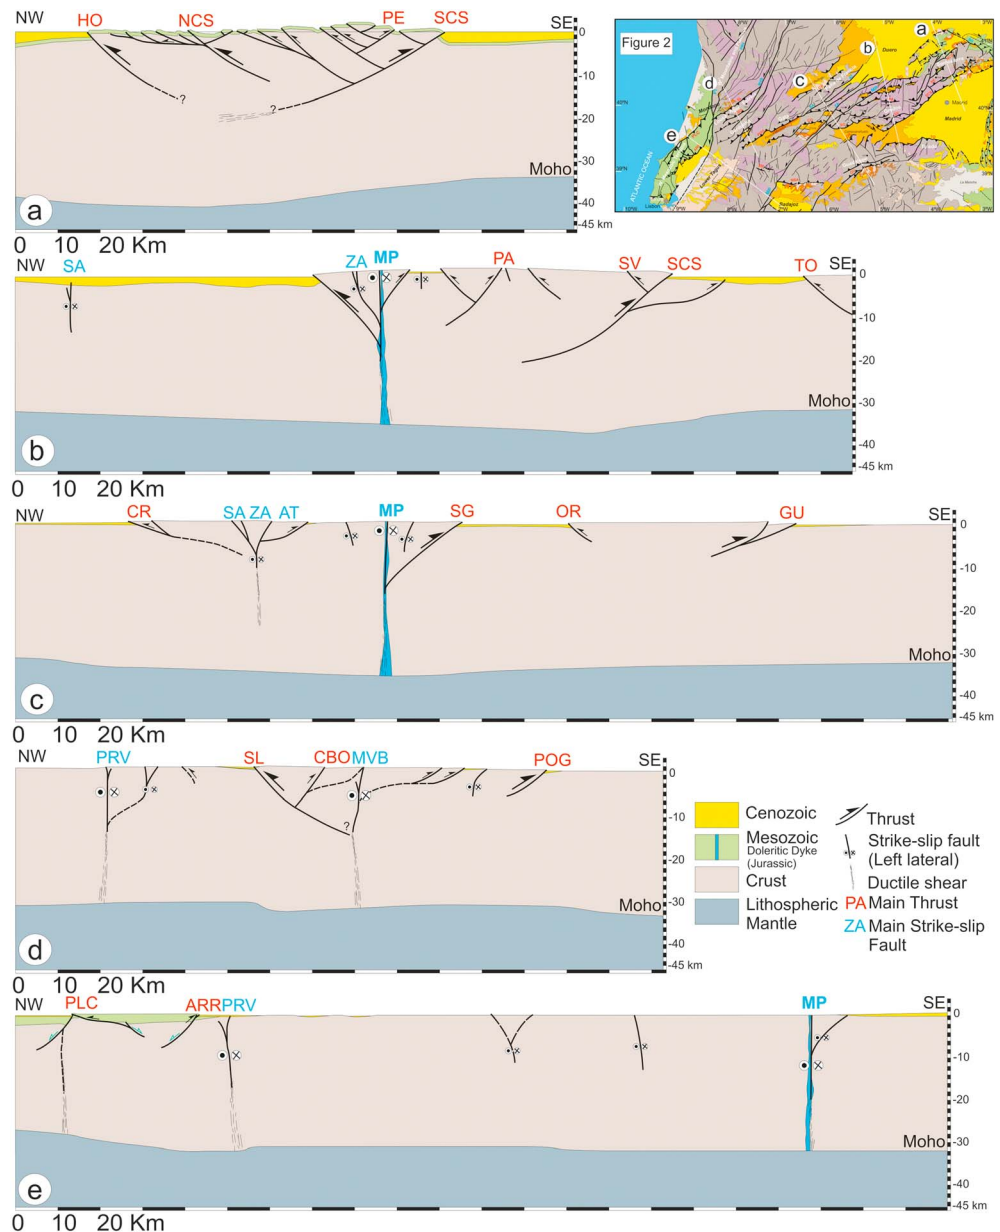 NW HO NCS PE SCS SE
0
-10
-20
-30
-40
-45 km
? ?
Moho
a
0 10 20 Km
Figure 2
a
b
c
d
e
Duero
Madrid
Madrid
Badajoz
ATLANTIC OCEAN
40°N
40°N
39°N
39°N
NW SA ZA MP PA SV SCS TO SE
0
-10
-20
-30
-40
-45 km
Moho
b
0 10 20 Km
NW CR SA ZA AT MP SG OR GU SE
0
-10
-20
-30
-40
-45 km
Moho
c
0 10 20 Km
NW PRV SL CBO MVB POG SE
0
-10
-20
-30
-40
-45 km
?
Moho
d
0 10 20 Km
Cenozoic
Mesozoic
Doleritic Dyke
(Jurassic)
Crust
Lithospheric
Mantle
Thrust
Strike-slip fault
(Left lateral)
Ductile shear
PA Main Thrust
ZA Main Strike-slip
Fault
NW PLC ARR PRV MP SE
0
-10
-20
-30
-40
-45 km
Moho
e
0 10 20 Km